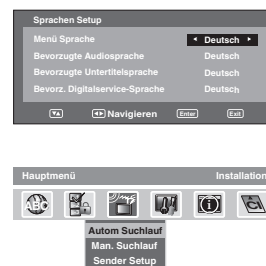 Sprachen Setup
Menü Sprache Deutsch
Bevorzugte Audiosprache Deutsch
Bevorzugte Untertitelsprache Deutsch
Bevorz. Digitalservice-Sprache Deutsch
Navigieren Enter Exit
Hauptmenü Installation
ABC
Autom Suchlauf
Man. Suchlauf
Sender Setup